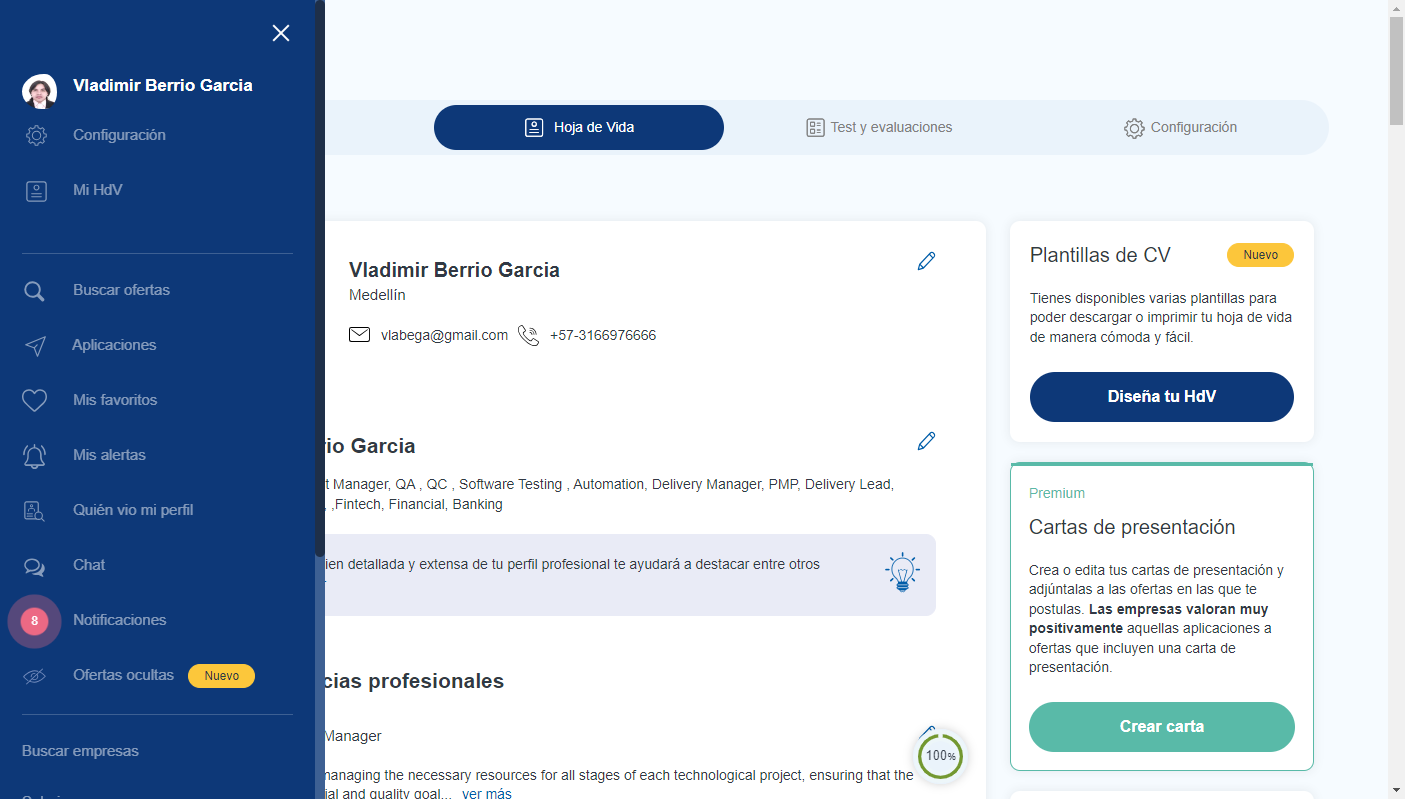 Vladimir Berrio Garcia
Configuración
Mi HdV
Buscar ofertas
Aplicaciones
Mis favoritos
Mis alertas
Quién vio mi perfil
Chat
8
Notificaciones
Ofertas ocultas
Nuevo
Buscar empresas
Hoja de Vida
Test y evaluaciones
Configuración
Vladimir Berrio Garcia
Medellín
vlabega@gmail.com
+57-3166976666
rio Garcia
t Manager, QA , QC , Software Testing , Automation, Delivery Manager, PMP, Delivery Lead,
, ,Fintech, Financial, Banking
ien detallada y extensa de tu perfil profesional te ayudará a destacar entre otros
cias profesionales
Manager
managing the necessary resources for all stages of each technological project, ensuring that the
ial and quality goal... ver más
100%
Plantillas de CV
Nuevo
Tienes disponibles varias plantillas para
poder descargar o imprimir tu hoja de vida
de manera cómoda y fácil.
Diseña tu HdV
Premium
Cartas de presentación
Crea o edita tus cartas de presentación y
adjúntalas a las ofertas en las que te
postulas. Las empresas valoran muy
positivamente aquellas aplicaciones a
ofertas que incluyen una carta de
presentación.
Crear carta